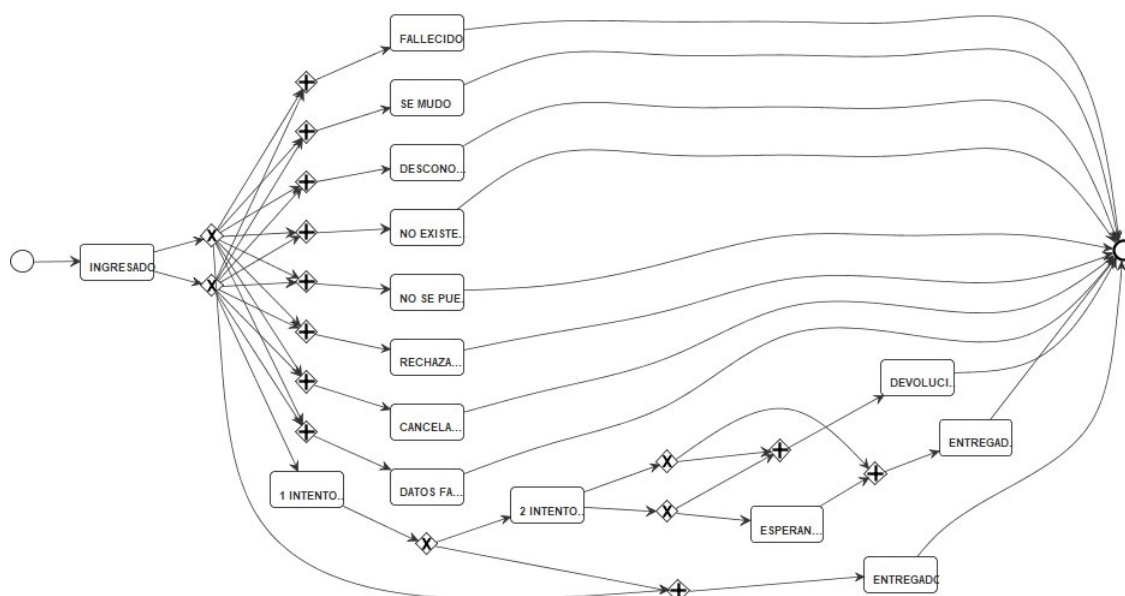 FALLECIDO
SE MUDO
DESCONO...
NO EXISTE...
INGRESADO
NO SE PUE...
RECHAZA...
CANCELA...
DEVOLUCI...
ENTREGAD...
DATOS FA...
1 INTENTO...
2 INTENTO...
ESPERAN...
ENTREGADO